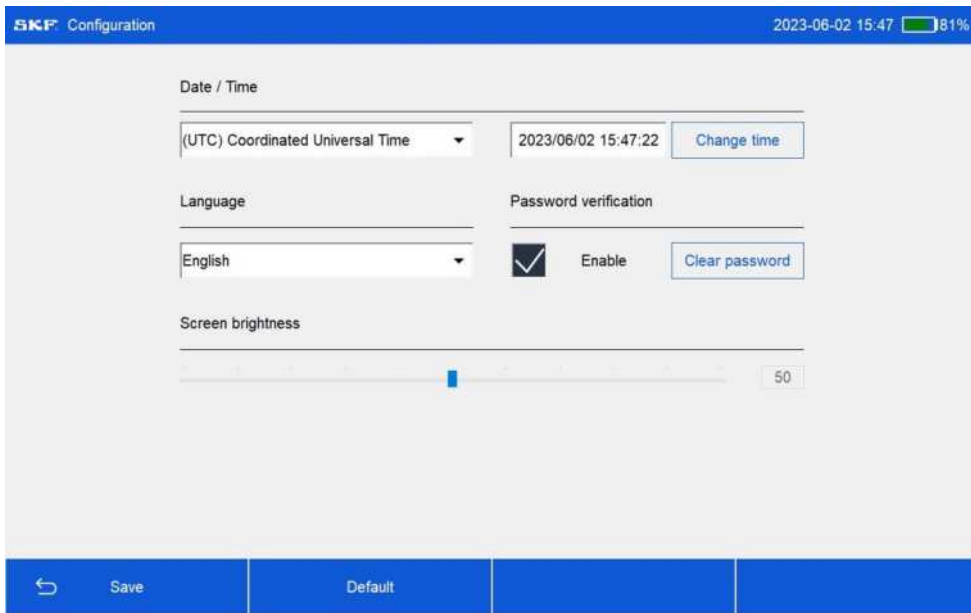 SKF. Configuration 2023-06-02 15:47 81%
Date / Time
(UTC) Coordinated Universal Time 2023/06/02 15:47:22 Change time
Language Password verification
English Enable Clear password
Screen brightness
50
Save Default